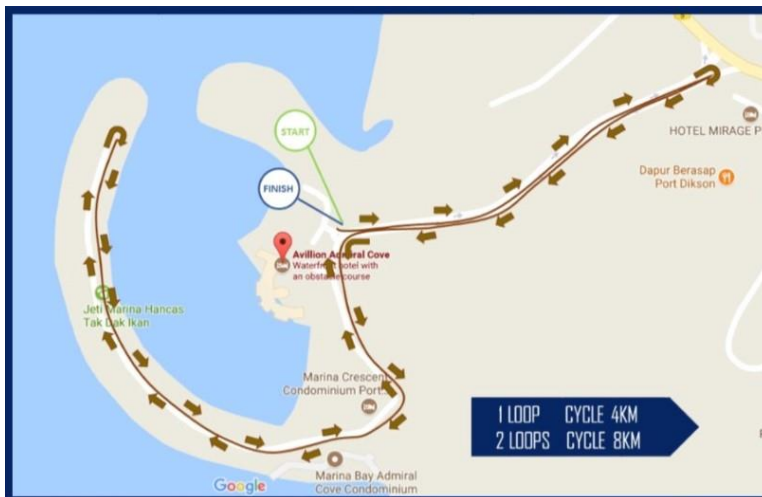 START
FINISH
HOTEL MIRAGE P
Dapur Berasap
Port Dikson
Avillion Admiral Cove
Waterfront hotel with
an obstacle course
Jeti Marina Hancas
Tak Dak Ikan
Marina Crescent
Condominium Port...
1 LOOP CYCLE 4KM
2 LOOPS CYCLE 8KM
Marina Bay Admiral
Cove Condominium
Google